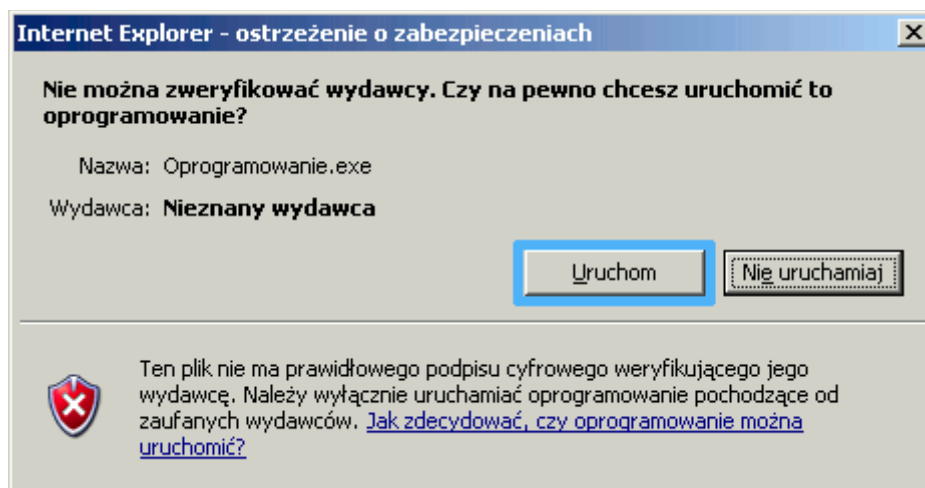 Internet Explorer - ostrzeżenie o zabezpieczeniach
Nie można zweryfikować wydawcy. Czy na pewno chcesz uruchomić to
oprogramowanie?
Nazwa: Oprogramowanie.exe
Wydawca: Nieznany wydawca
Uruchom
Nie uruchamiaj
Ten plik nie ma prawidłowego podpisu cyfrowego weryfikującego jego
wydawcę. Należy wyłącznie uruchamiać oprogramowanie pochodzące od
zaufanych wydawców. Jak zdecydować, czy oprogramowanie można
uruchomić?